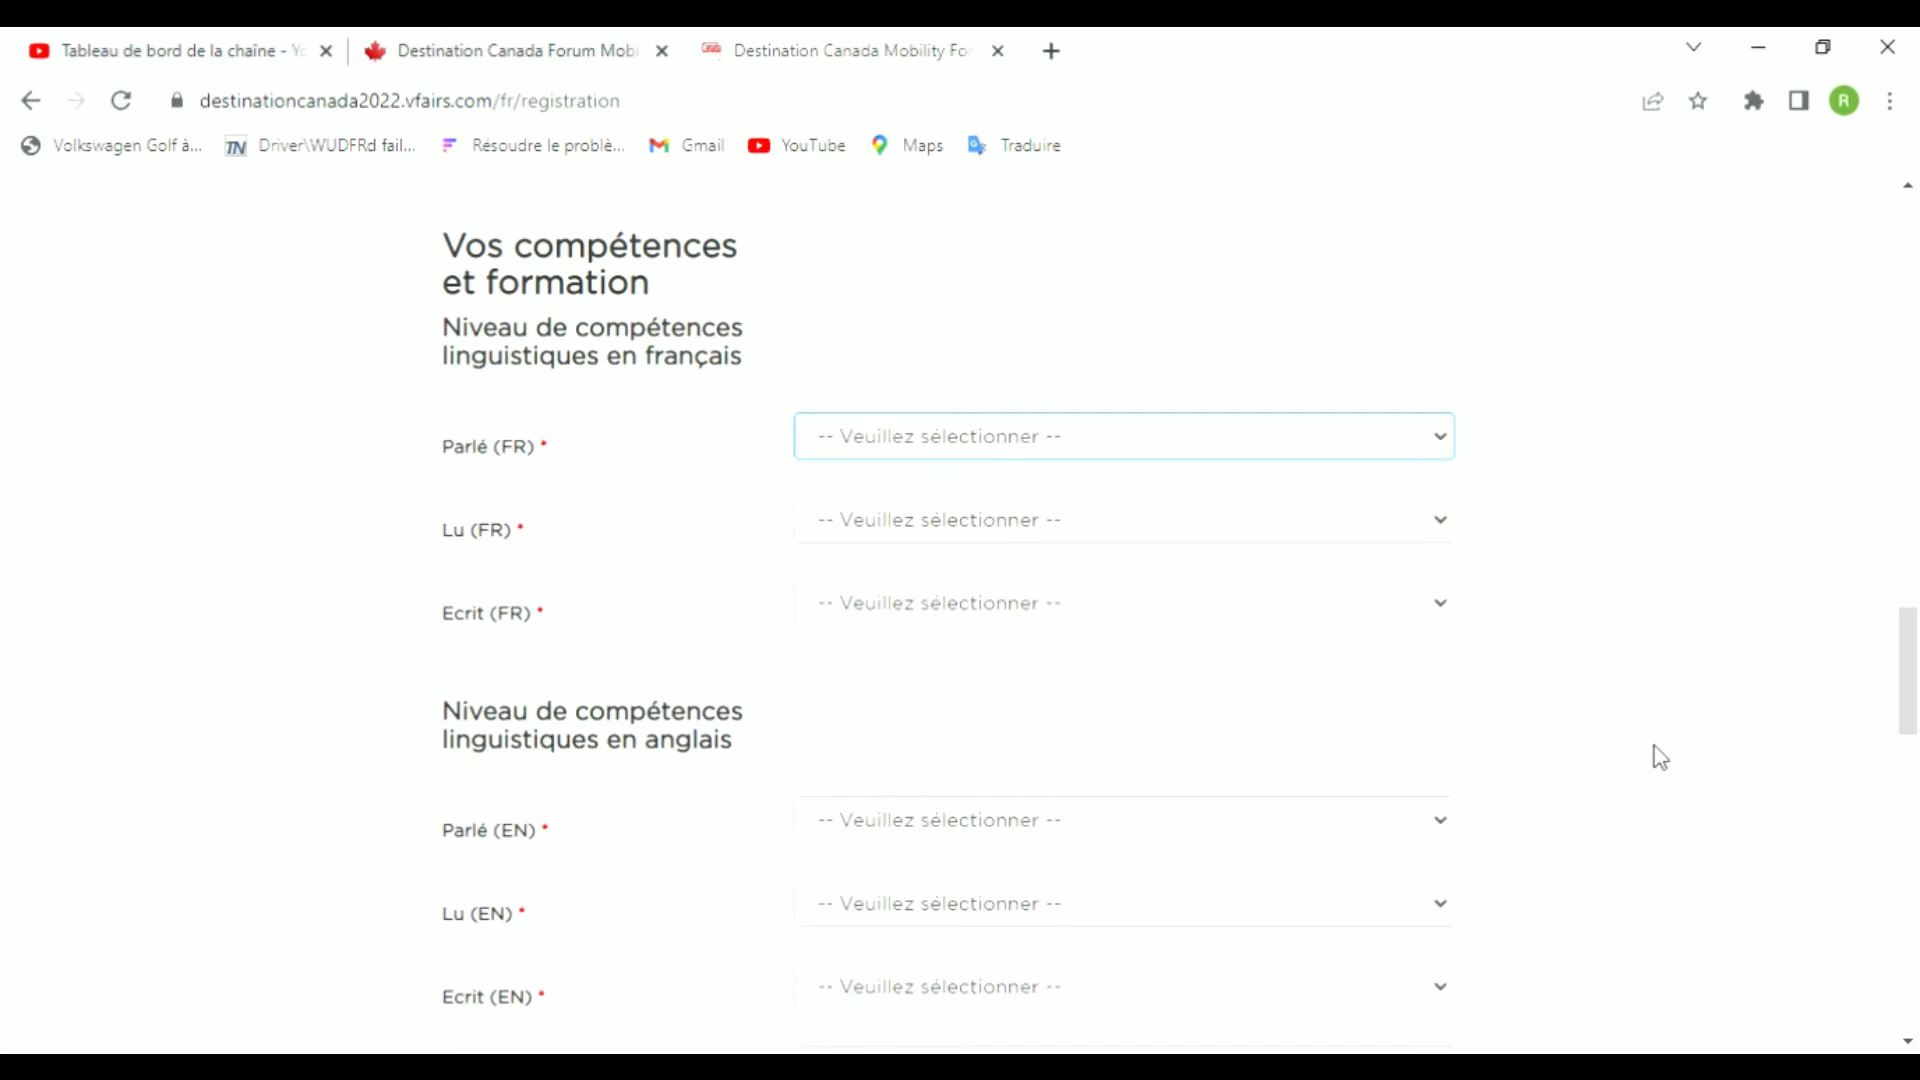 Tableau de bord de la chaîne - Yo
Destination Canada Forum Mobi
Destination Canada Mobility Fo
destinationcanada2022.vfairs.com/fr/registration
R
Volkswagen Golf à...
TN
Driver\WUDFRd fail...
Résoudre le problè...
Gmail
YouTube
Maps
Traduire
Vos compétences
et formation
Niveau de compétences
linguistiques en français
Parlé (FR) *
-- Veuillez sélectionner --
Lu (FR) *
-- Veuillez sélectionner --
Ecrit (FR) *
-- Veuillez sélectionner --
Niveau de compétences
linguistiques en anglais
Parlé (EN) *
-- Veuillez sélectionner --
Lu (EN) *
-- Veuillez sélectionner --
Ecrit (EN) *
-- Veuillez sélectionner --